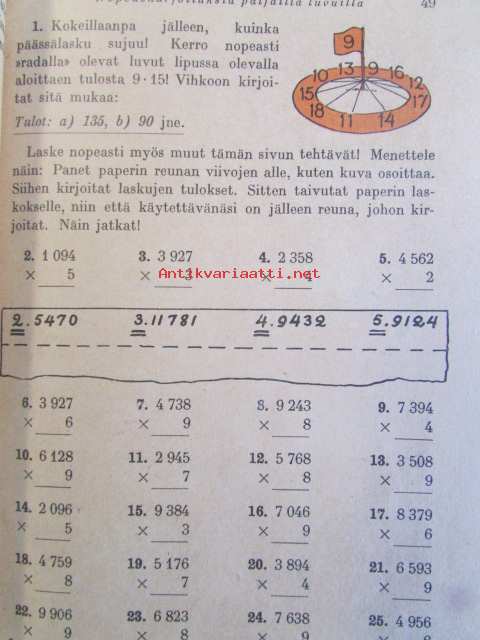 49
1. Kokeillaanpa jälleen, kuinka
päässälasku sujuu! Kerro nopeasti
»radalla» olevat luvut lipussa olevalla
aloittaen tulosta 9·15! Vihkoon kirjoi-
tat sitä mukaa:
Tulot: a) 135, b) 90 jne.
9
10 13 9 16 12
15 17
18 11 14
Laske nopeasti myös muut tämän sivun tehtävät! Menettele
näin: Panet paperin reunan viivojen alle, kuten kuva osoittaa.
Siihen kirjoitat laskujen tulokset. Sitten taivutat paperin las-
kokselle, niin että käytettävänäsi on jälleen reuna, johon kir-
joitat. Näin jatkat!
2. 1 094 3. 3 927 4. 2 358 5. 4 562
× 5 × 3 × 4 × 2
Antikvariaatti.net
2.5470 3.11781 4.9432 5.9124
6. 3 927 7. 4 738 8. 9 243 9. 7 394
× 6 × 9 × 8 × 4
10. 6 128 11. 2 945 12. 5 768 13. 3 508
× 9 × 7 × 8 × 9
14. 2 096 15. 9 384 16. 7 046 17. 8 379
× 5 × 3 × 9 × 6
18. 4 759 19. 5 176 20. 3 894 21. 6 593
× 8 × 7 × 4 × 9
22. 9 906 23. 6 823 24. 7 638 25. 4 956
× 9 × 8 × 9 × 8